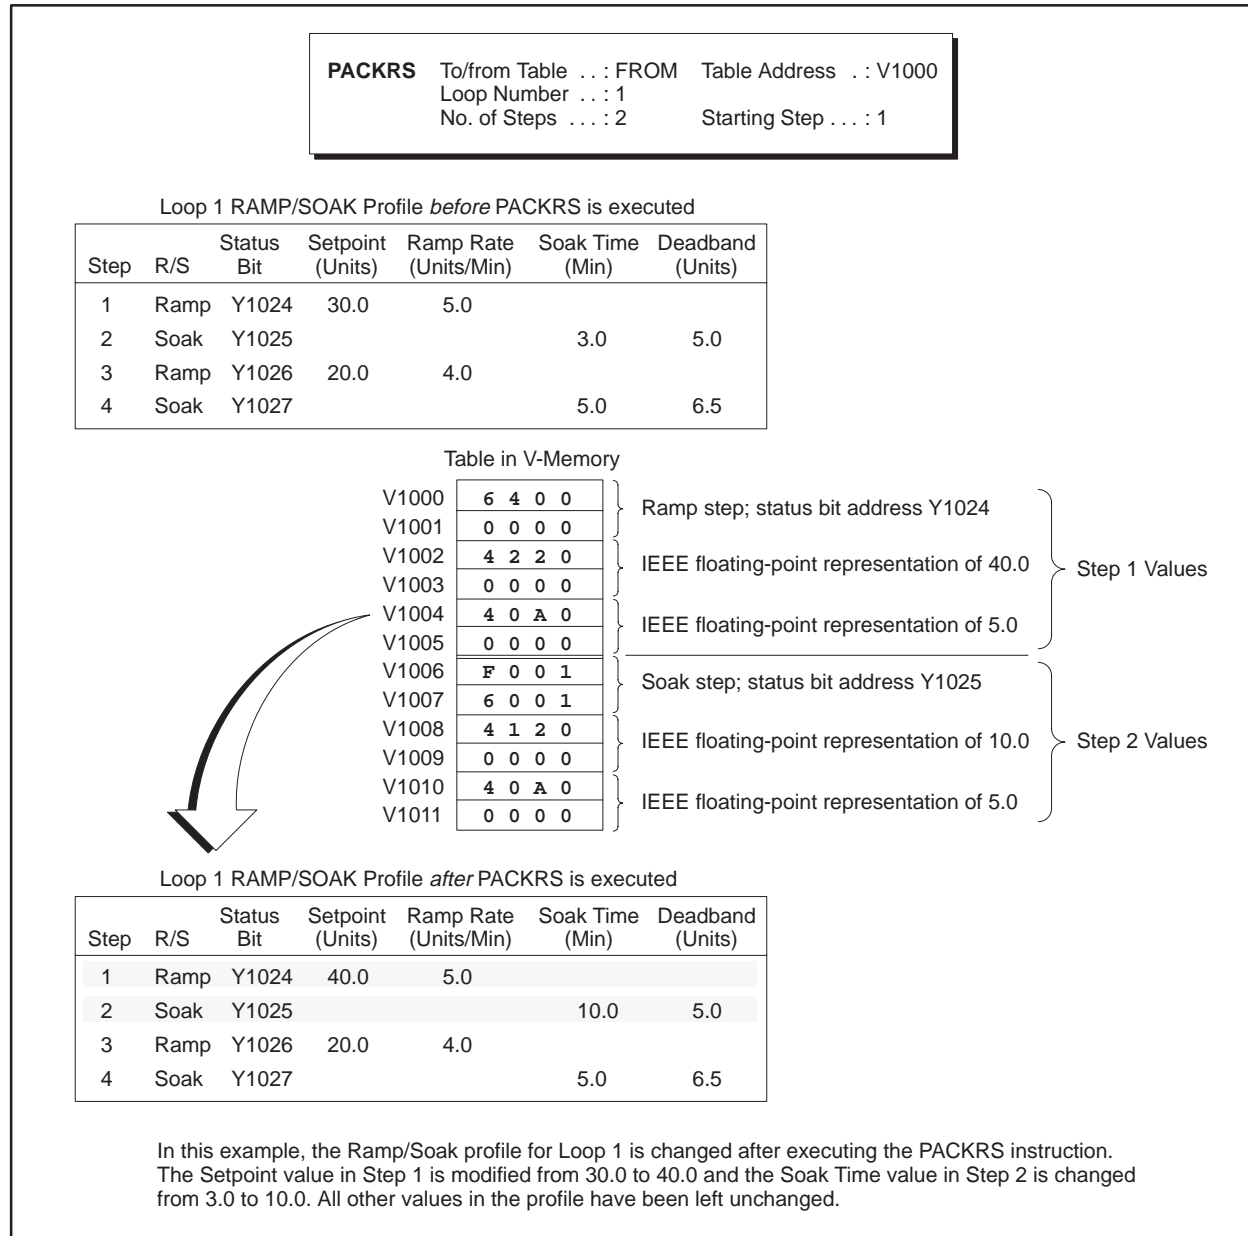 PACKRS To/from Table . . : FROM Table Address . : V1000
Loop Number . . : 1
No. of Steps . . . : 2 Starting Step . . . : 1
Loop 1 RAMP/SOAK Profile before PACKRS is executed
Status Setpoint Ramp Rate Soak Time Deadband
Step R/S Bit (Units) (Units/Min) (Min) (Units)
1 Ramp Y1024 30.0 5.0
2 Soak Y1025 3.0 5.0
3 Ramp Y1026 20.0 4.0
4 Soak Y1027 5.0 6.5
Table in V-Memory
V1000 6 4 0 0
Ramp step; status bit address Y1024
V1001 0 0 0 0
V1002 4 2 2 0
IEEE floating-point representation of 40.0
Step 1 Values
V1003 0 0 0 0
V1004 4 0 A 0
IEEE floating-point representation of 5.0
V1005 0 0 0 0
V1006 F 0 0 1
Soak step; status bit address Y1025
V1007 6 0 0 1
V1008 4 1 2 0
IEEE floating-point representation of 10.0
Step 2 Values
V1009 0 0 0 0
V1010 4 0 A 0
IEEE floating-point representation of 5.0
V1011 0 0 0 0
Loop 1 RAMP/SOAK Profile after PACKRS is executed
Status Setpoint Ramp Rate Soak Time Deadband
Step R/S Bit (Units) (Units/Min) (Min) (Units)
1 Ramp Y1024 40.0 5.0
2 Soak Y1025 10.0 5.0
3 Ramp Y1026 20.0 4.0
4 Soak Y1027 5.0 6.5
In this example, the Ramp/Soak profile for Loop 1 is changed after executing the PACKRS instruction.
The Setpoint value in Step 1 is modified from 30.0 to 40.0 and the Soak Time value in Step 2 is changed
from 3.0 to 10.0. All other values in the profile have been left unchanged.